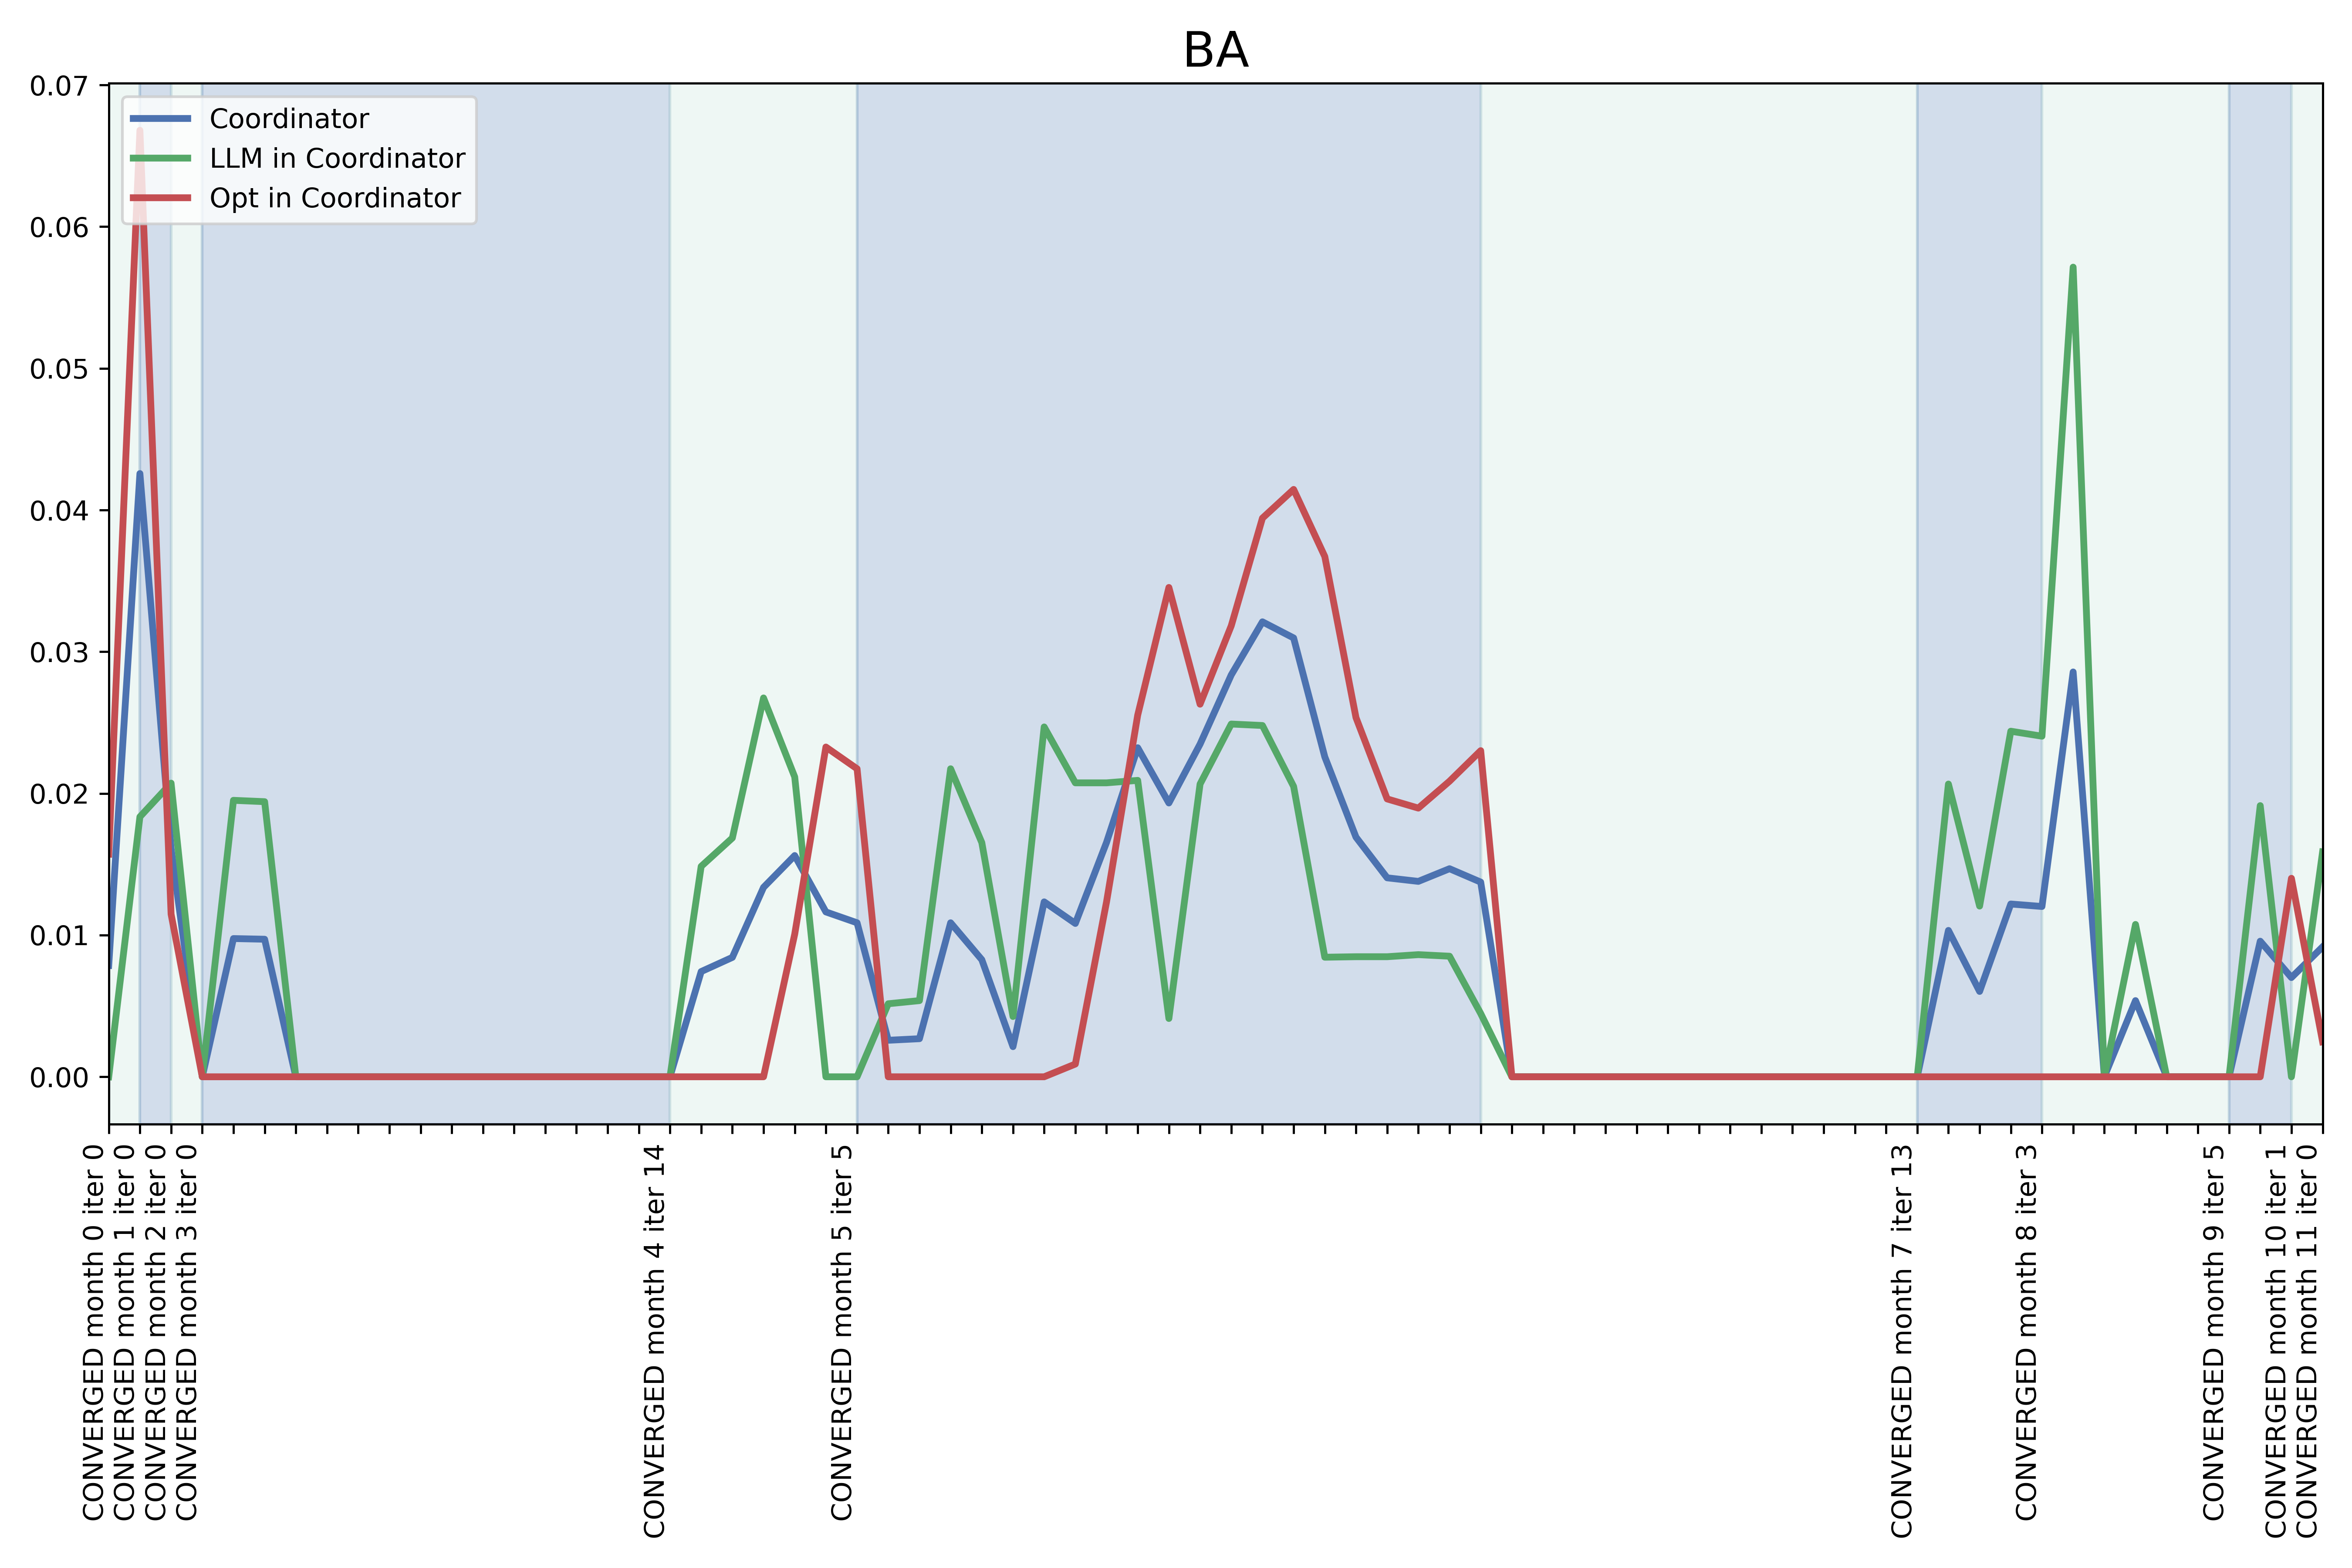 BA
0.07
0.06
0.05
0.04
0.03
0.02
0.01
0.00
Coordinator
LLM in Coordinator
Opt in Coordinator
CONVERGED month 0 iter 0
CONVERGED month 1 iter 0
CONVERGED month 2 iter 0
CONVERGED month 3 iter 0
CONVERGED month 4 iter 14
CONVERGED month 5 iter 5
CONVERGED month 7 iter 13
CONVERGED month 8 iter 3
CONVERGED month 9 iter 5
CONVERGED month 10 iter 1
CONVERGED month 11 iter 0